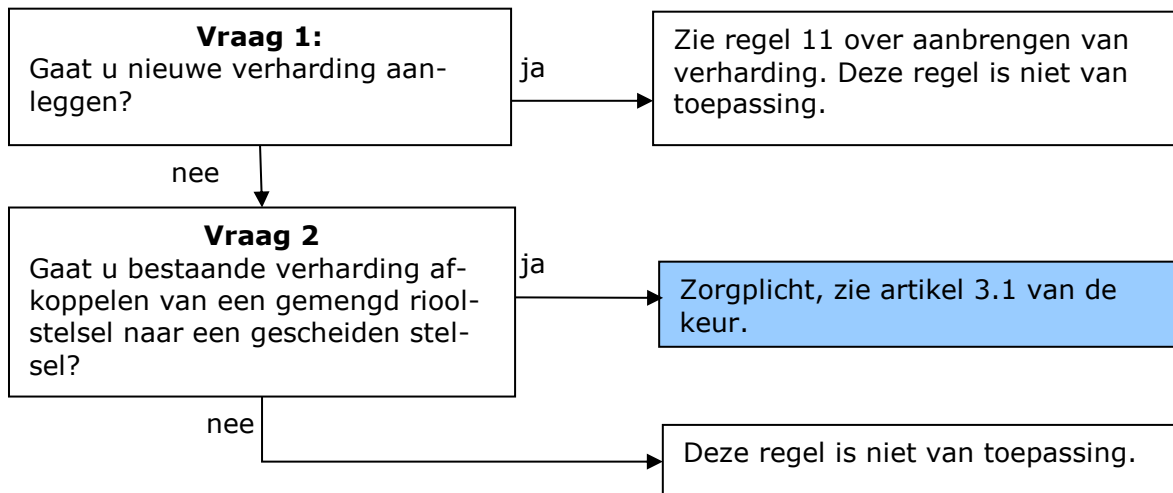 Vraag 1:
Gaat u nieuwe verharding aan-
leggen?
ja
Zie regel 11 over aanbrengen van
verharding. Deze regel is niet van
toepassing.
nee
Vraag 2
Gaat u bestaande verharding af-
koppelen van een gemengd riool-
stelsel naar een gescheiden stel-
sel?
ja
Zorgplicht, zie artikel 3.1 van de
keur.
nee
Deze regel is niet van toepassing.